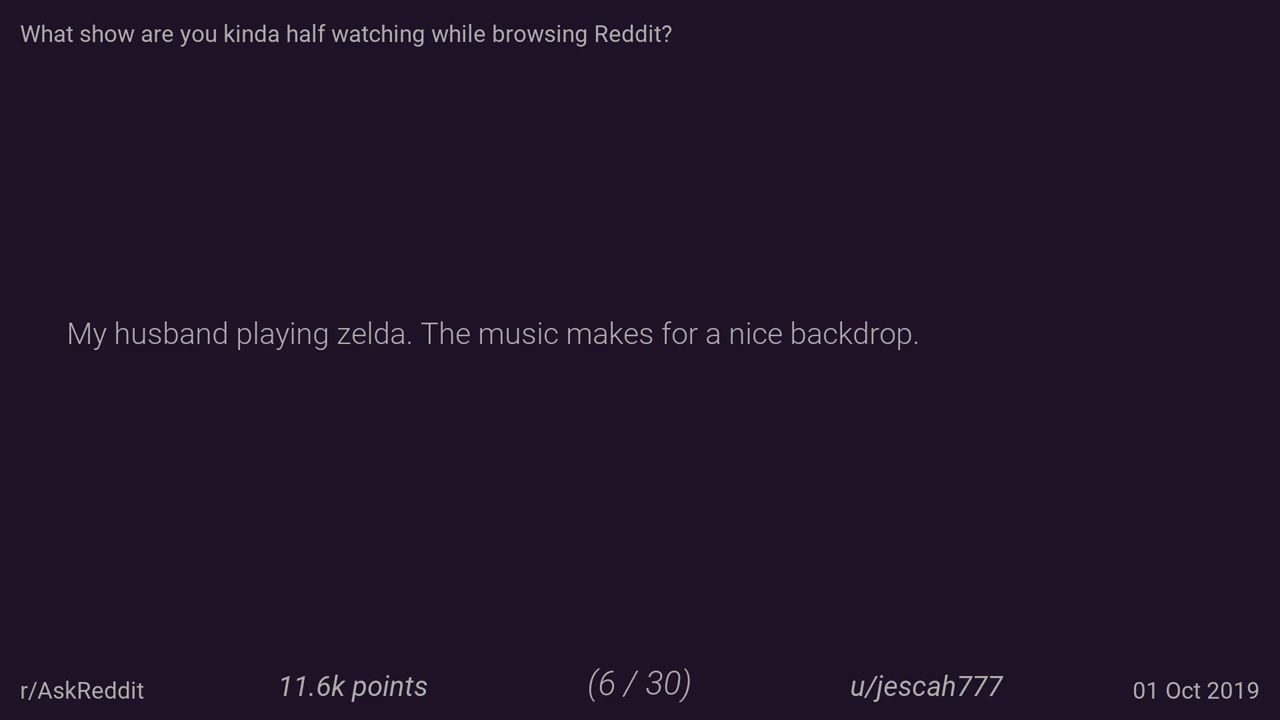 What show are you kinda half watching while browsing Reddit?
My husband playing zelda. The music makes for a nice backdrop.
r/AskReddit
11.6k points
(6 / 30)
u/jescah777
01 Oct 2019